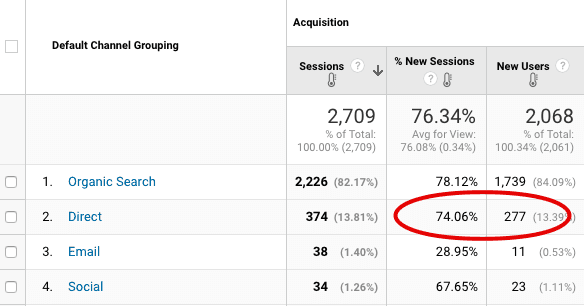 Acquisition
Default Channel Grouping
Sessions ? % New Sessions ? New Users ?
2,709 76.34% 2,068
% of Total: Avg for View: % of Total:
100.00% (2,709) 76.08% (0.34%) 100.34% (2,061)
1. Organic Search 2,226 (82.17%) 78.12% 1,739 (84.09%)
2. Direct 374 (13.81%) 74.06% 277 (13.39%)
3. Email 38 (1.40%) 28.95% 11 (0.53%)
4. Social 34 (1.26%) 67.65% 23 (1.11%)